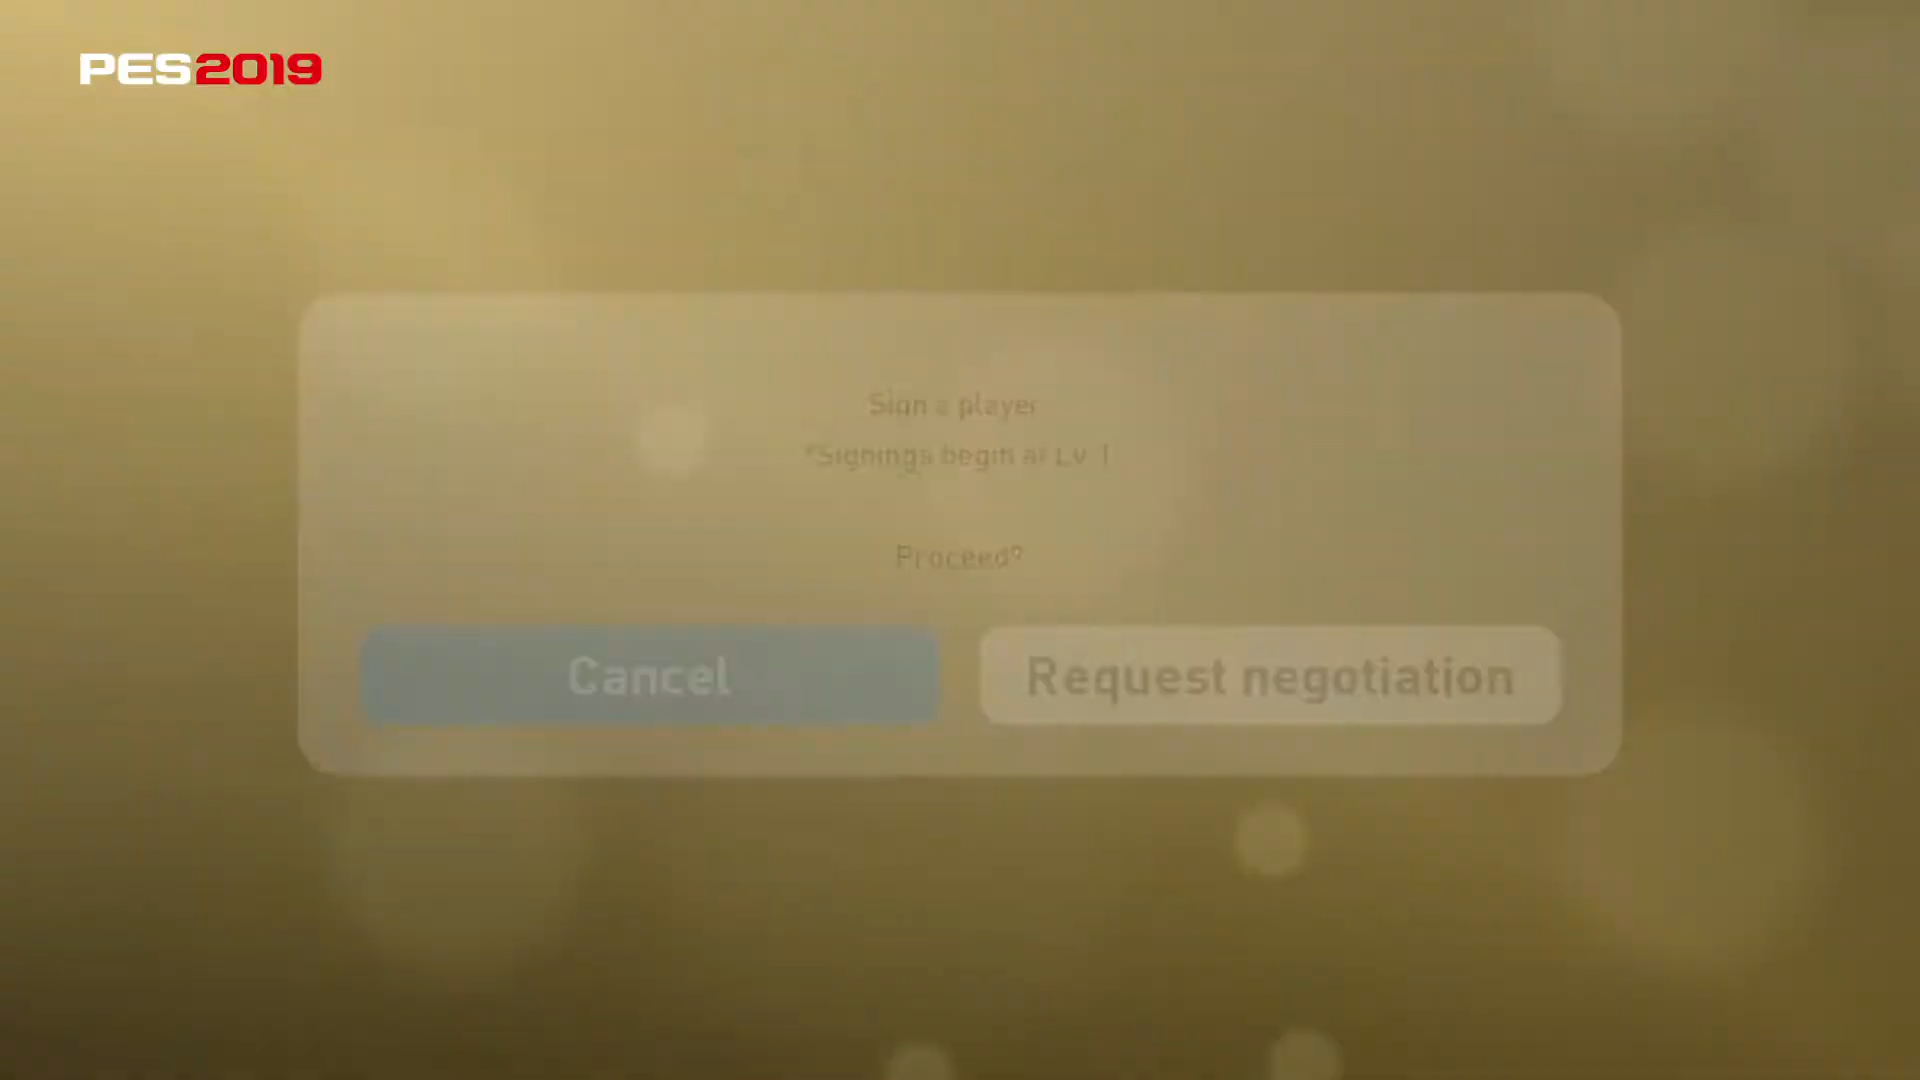 PES2019
Sign a player
*Signings begin at Lv. 1
Proceed?
Cancel
Request negotiation